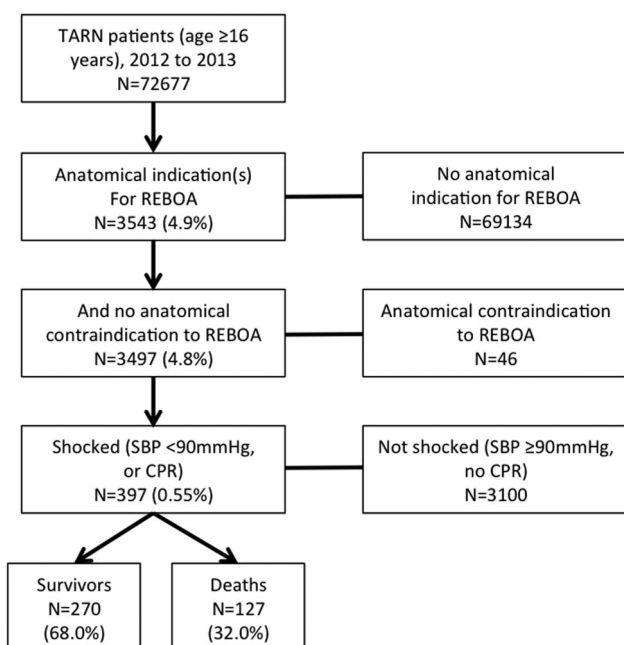 TARN patients (age ≥16
years), 2012 to 2013
N=72677
Anatomical indication(s)
For REBOA
N=3543 (4.9%)
No anatomical
indication for REBOA
N=69134
And no anatomical
contraindication to REBOA
N=3497 (4.8%)
Anatomical contraindication
to REBOA
N=46
Shocked (SBP <90mmHg,
or CPR)
N=397 (0.55%)
Not shocked (SBP ≥90mmHg,
no CPR)
N=3100
Survivors
N=270
(68.0%)
Deaths
N=127
(32.0%)